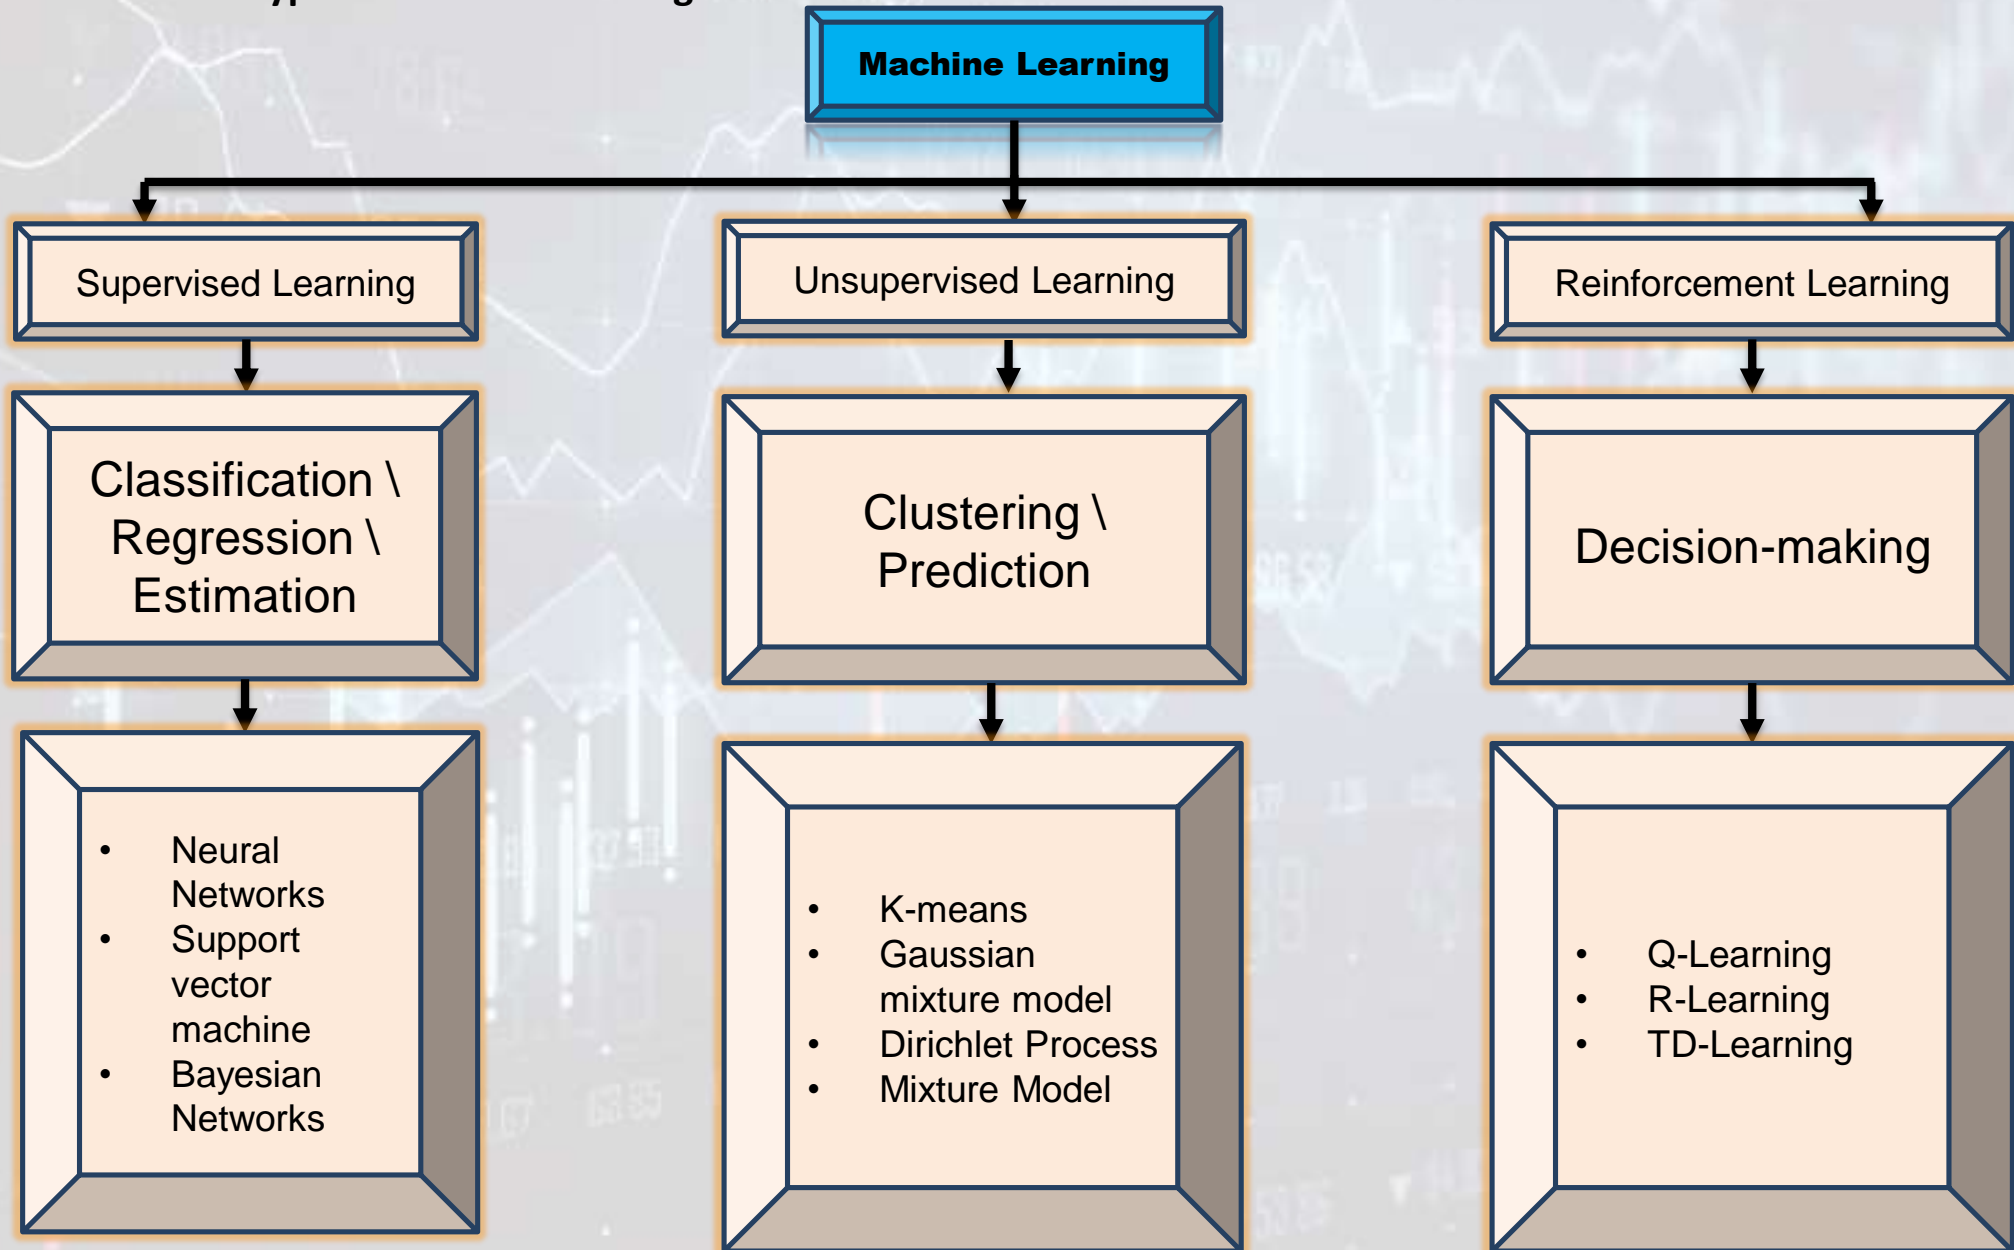 Machine Learning
Supervised Learning
Unsupervised Learning
Reinforcement Learning
Classification \
Regression \
Estimation
Clustering \
Prediction
Decision-making
• Neural
Networks
• Support
vector
machine
• Bayesian
Networks
• K-means
• Gaussian
mixture model
• Dirichlet Process
• Mixture Model
• Q-Learning
• R-Learning
• TD-Learning